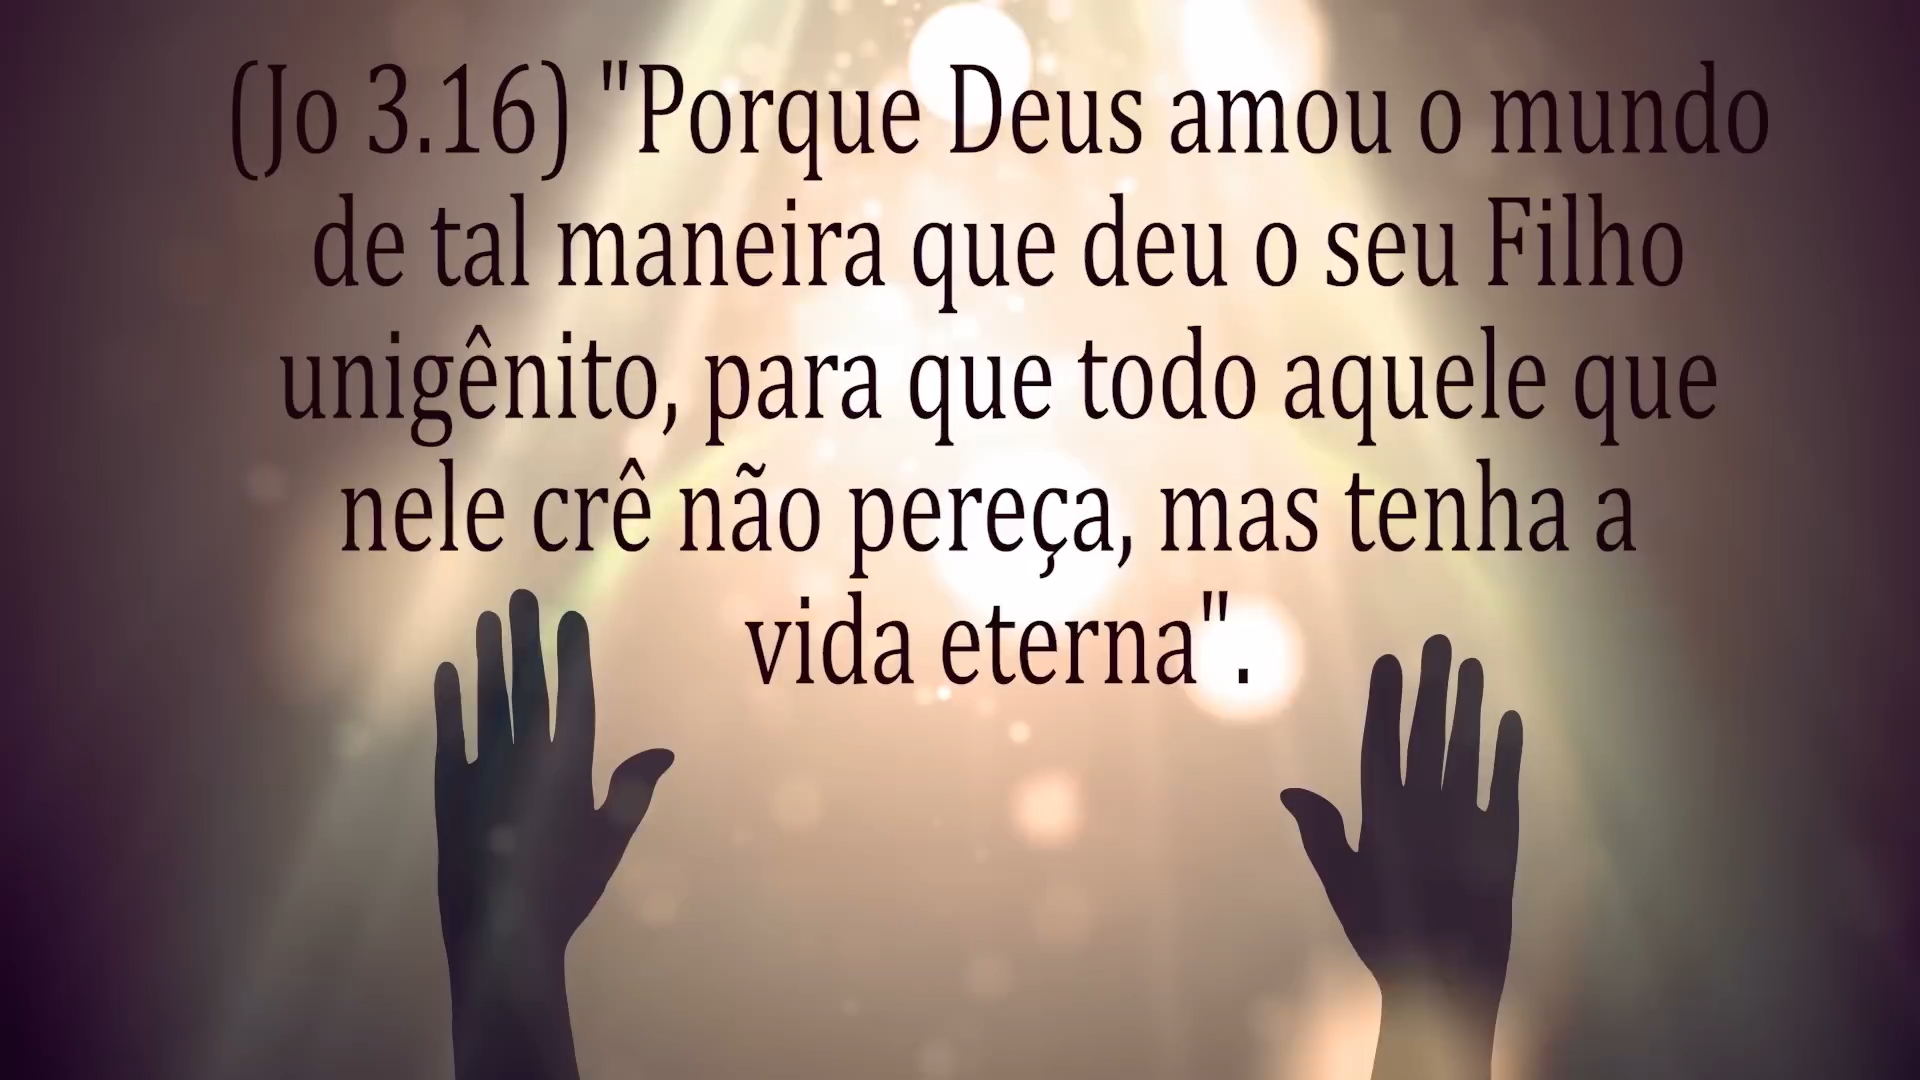 (Jo 3.16) "Porque Deus amou o mundo
de tal maneira que deu o seu Filho
unigênito, para que todo aquele que
nele crê não pereça, mas tenha a
vida eterna".